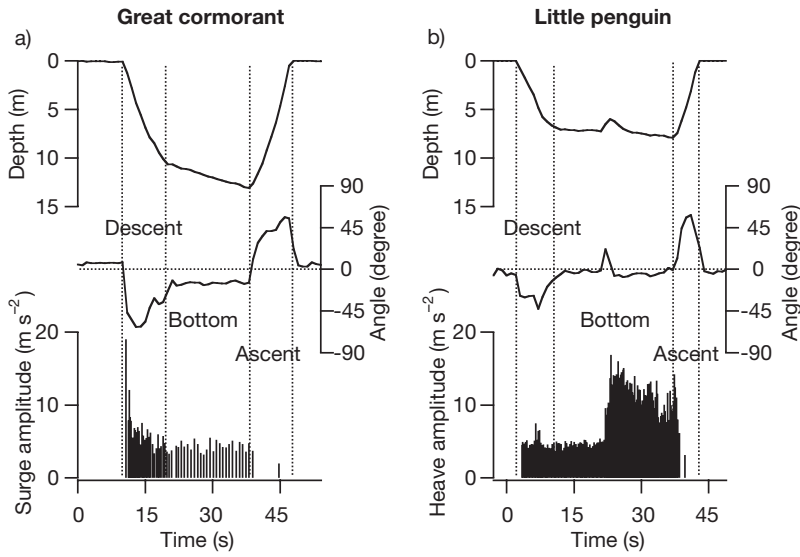 Great cormorant
a)
0
5
10
15
Depth (m)
90
45
0
-45
-90
Angle (degree)
Descent
Bottom
Ascent
20
10
0
Surge amplitude (m s⁻²)
15
30
45
Time (s)
Little penguin
b)
0
5
10
15
Depth (m)
90
45
0
-45
-90
Angle (degree)
Descent
Bottom
Ascent
20
10
0
Heave amplitude (m s⁻²)
0
15
30
45
Time (s)